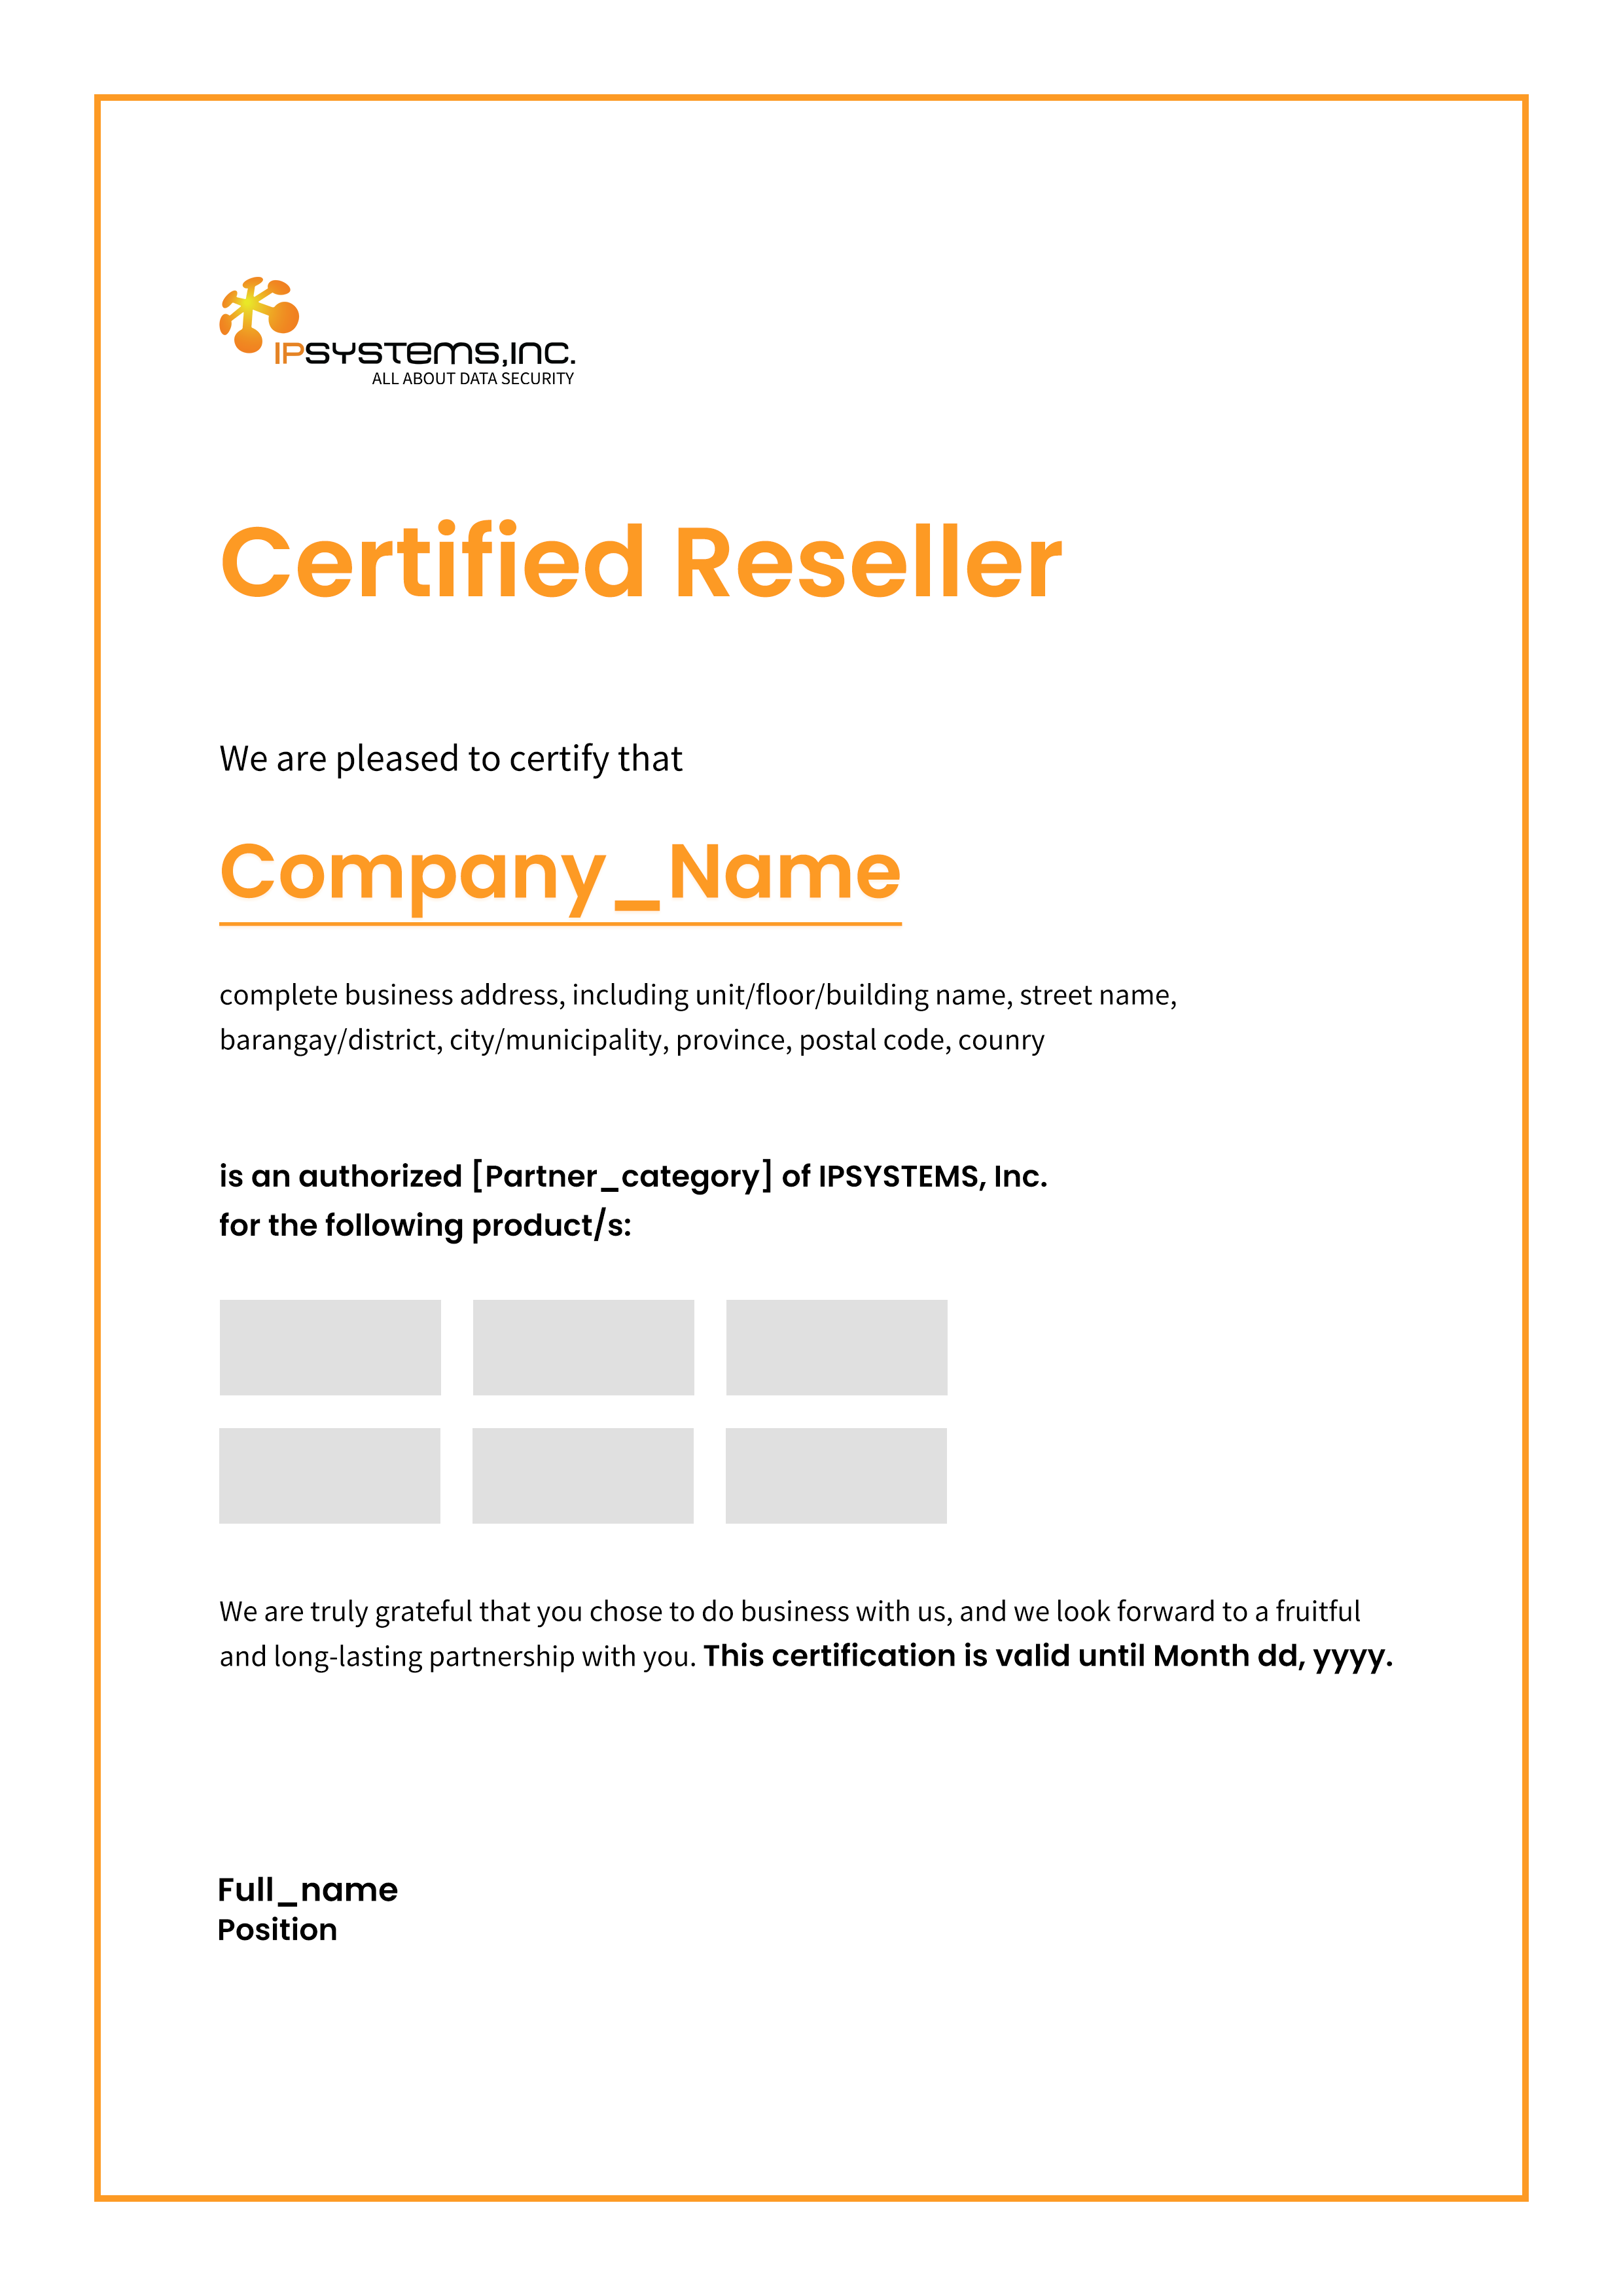 IPSYSTEMS,INC.
ALL ABOUT DATA SECURITY
Certified Reseller
We are pleased to certify that
Company_Name
complete business address, including unit/floor/building name, street name,
barangay/district, city/municipality, province, postal code, counry
is an authorized [Partner_category] of IPSYSTEMS, Inc.
for the following product/s:
We are truly grateful that you chose to do business with us, and we look forward to a fruitful
and long-lasting partnership with you. This certification is valid until Month dd, yyyy.
Full_name
Position